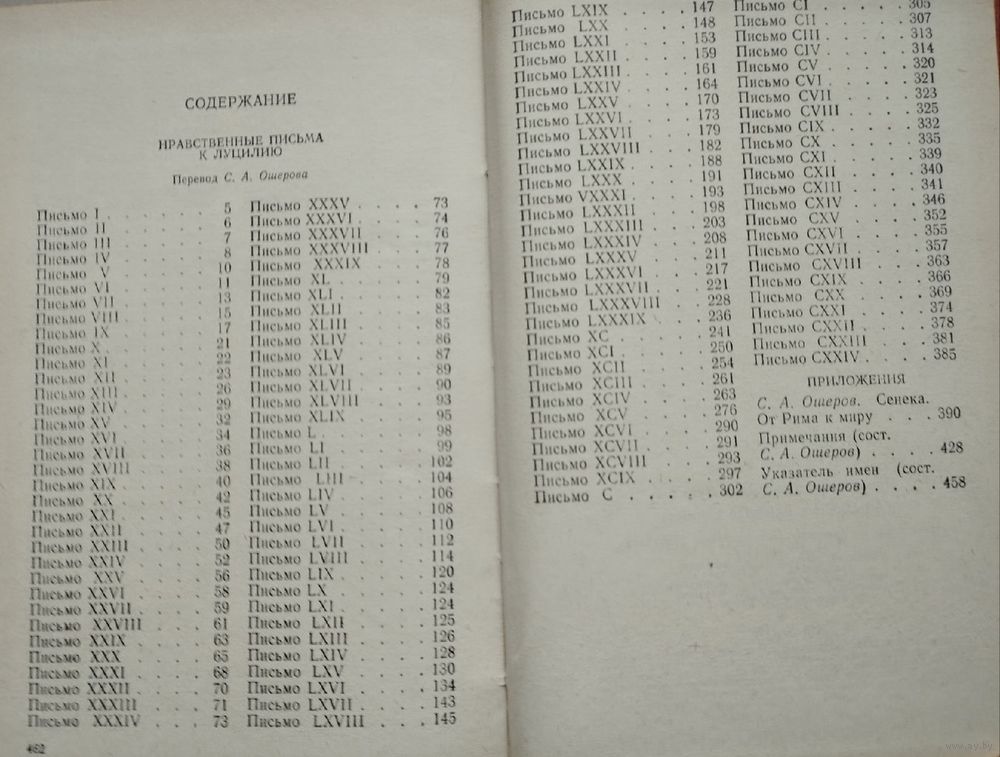 СОДЕРЖАНИЕ
НРАВСТВЕННЫЕ ПИСЬМА
К ЛУЦИЛИЮ
Перевод С. А. Ошерова
Письмо I . . . . . . 5
Письмо II . . . . . 6
Письмо III . . . . . 7
Письмо IV . . . . . 8
Письмо V . . . . . 10
Письмо VI . . . . . 11
Письмо VII . . . . . 13
Письмо VIII . . . . 15
Письмо IX . . . . . 17
Письмо X . . . . . . 21
Письмо XI . . . . . 22
Письмо XII . . . . . 23
Письмо XIII . . . . 26
Письмо XIV . . . . . 29
Письмо XV . . . . . 32
Письмо XVI . . . . . 34
Письмо XVII . . . . 36
Письмо XVIII . . . . 38
Письмо XIX . . . . . 40
Письмо XX . . . . . 42
Письмо XXI . . . . . 45
Письмо XXII . . . . 47
Письмо XXIII . . . . 50
Письмо XXIV . . . . 52
Письмо XXV . . . . 56
Письмо XXVI . . . . 58
Письмо XXVII . . . . 59
Письмо XXVIII . . . 61
Письмо XXIX . . . . 63
Письмо XXX . . . . 65
Письмо XXXI . . . . 68
Письмо XXXII . . . . 70
Письмо XXXIII . . . 71
Письмо XXXIV . . . 73
462
Письмо XXXV . . . . 73
Письмо XXXVI . . . . 74
Письмо XXXVII . . . 76
Письмо XXXVIII . . . 77
Письмо XXXIX . . . 78
Письмо XL . . . . . 79
Письмо XLI . . . . . 82
Письмо XLII . . . . 83
Письмо XLIII . . . . 85
Письмо XLIV . . . . 86
Письмо XLV . . . . 87
Письмо XLVI . . . . 89
Письмо XLVII . . . . 90
Письмо XLVIII . . . 93
Письмо XLIX . . . . 95
Письмо L . . . . . . 98
Письмо LI . . . . . 99
Письмо LII . . . . . 102
Письмо LIII . . . . 104
Письмо LIV . . . . . 106
Письмо LV . . . . . 108
Письмо LVI . . . . . 110
Письмо LVII . . . . 112
Письмо LVIII . . . . 114
Письмо LIX . . . . . 120
Письмо LX . . . . . 124
Письмо LXI . . . . . 124
Письмо LXII . . . . 125
Письмо LXIII . . . . 126
Письмо LXIV . . . . 128
Письмо LXV . . . . 130
Письмо LXVI . . . . 134
Письмо LXVII . . . . 143
Письмо LXVIII . . . 145
Письмо LXIX . . . . 147
Письмо LXX . . . . 148
Письмо LXXI . . . . 153
Письмо LXXII . . . . 159
Письмо LXXIII . . . . 161
Письмо LXXIV . . . . 164
Письмо LXXV . . . . 170
Письмо LXXVI . . . . 173
Письмо LXXVII . . . 179
Письмо LXXVIII . . . 182
Письмо LXXIX . . . . 188
Письмо LXXX . . . . 191
Письмо VXXXI . . . . 193
Письмо LXXXII . . . 198
Письмо LXXXIII . . . 203
Письмо LXXXIV . . . 208
Письмо LXXXV . . . 211
Письмо LXXXVI . . . 217
Письмо LXXXVII . . . 221
Письмо LXXXVIII . . 228
Письмо LXXXIX . . . 236
Письмо XC . . . . . 241
Письмо XCI . . . . . 250
Письмо XCII . . . . 254
Письмо XCIII . . . . 261
Письмо XCIV . . . . 263
Письмо XCV . . . . 276
Письмо XCVI . . . . 290
Письмо XCVII . . . . 291
Письмо XCVIII . . . 293
Письмо XCIX . . . . 297
Письмо C . . . . . 302
Письмо CI . . . . . 305
Письмо CII . . . . . 307
Письмо CIII . . . . . 313
Письмо CIV . . . . . 314
Письмо CV . . . . . 320
Письмо CVI . . . . . 321
Письмо CVII . . . . 323
Письмо CVIII . . . . 325
Письмо CIX . . . . . 332
Письмо CX . . . . . 335
Письмо CXI . . . . . 339
Письмо CXII . . . . 340
Письмо CXIII . . . . 341
Письмо CXIV . . . . 346
Письмо CXV . . . . 352
Письмо CXVI . . . . 355
Письмо CXVII . . . . 357
Письмо CXVIII . . . 363
Письмо CXIX . . . . 366
Письмо CXX . . . . 369
Письмо CXXI . . . . 374
Письмо CXXII . . . . 378
Письмо CXXIII . . . 381
Письмо CXXIV . . . . 385
ПРИЛОЖЕНИЯ
С. А. Ошеров. Сенека.
От Рима к миру . . . 390
Примечания (сост.
С. А. Ошеров) . . . . 428
Указатель имен (сост.
С. А. Ошеров) . . . . 458
www.ay.by